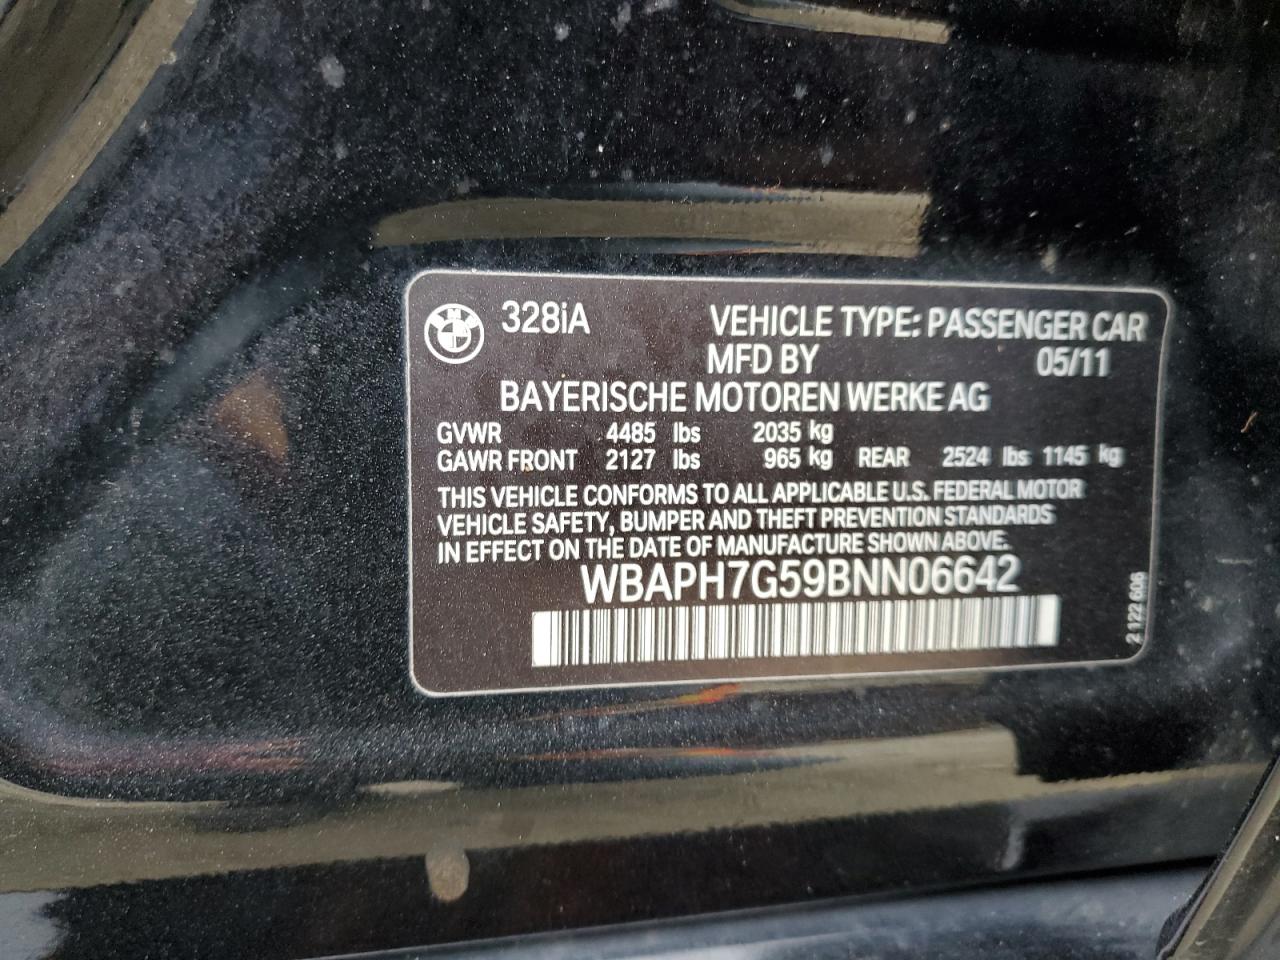 328iA VEHICLE TYPE: PASSENGER CAR
MFD BY 05/11
BAYERISCHE MOTOREN WERKE AG
GVWR 4485 lbs 2035 kg
GAWR FRONT 2127 lbs 965 kg REAR 2524 lbs 1145 kg
THIS VEHICLE CONFORMS TO ALL APPLICABLE U.S. FEDERAL MOTOR
VEHICLE SAFETY, BUMPER AND THEFT PREVENTION STANDARDS
IN EFFECT ON THE DATE OF MANUFACTURE SHOWN ABOVE.
WBAPH7G59BNN06642
2 122 606